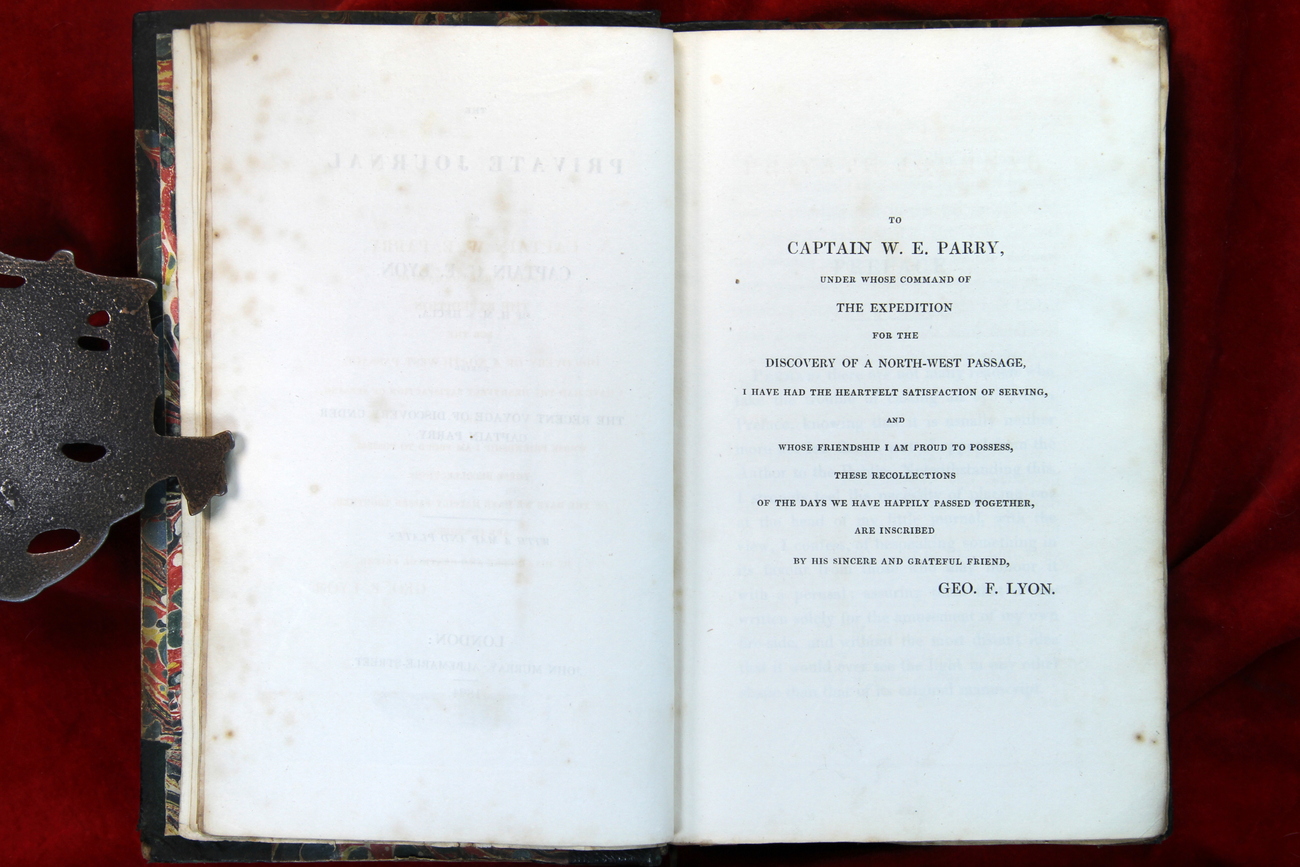 TO
CAPTAIN W. E. PARRY,
UNDER WHOSE COMMAND OF
THE EXPEDITION
FOR THE
DISCOVERY OF A NORTH-WEST PASSAGE,
I HAVE HAD THE HEARTFELT SATISFACTION OF SERVING,
AND
WHOSE FRIENDSHIP I AM PROUD TO POSSESS,
THESE RECOLLECTIONS
OF THE DAYS WE HAVE HAPPILY PASSED TOGETHER,
ARE INSCRIBED
BY HIS SINCERE AND GRATEFUL FRIEND,
GEO. F. LYON.